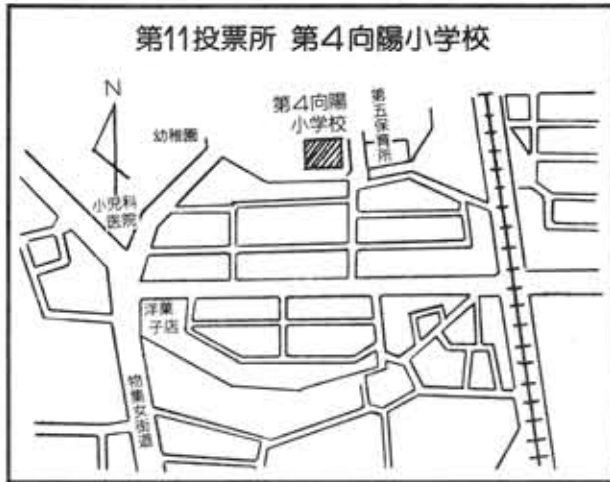 第11投票所 第4向陽小学校
N
第4向陽
小学校
第五保育所
幼稚園
小児科
医院
洋菓
子店
物集女街道